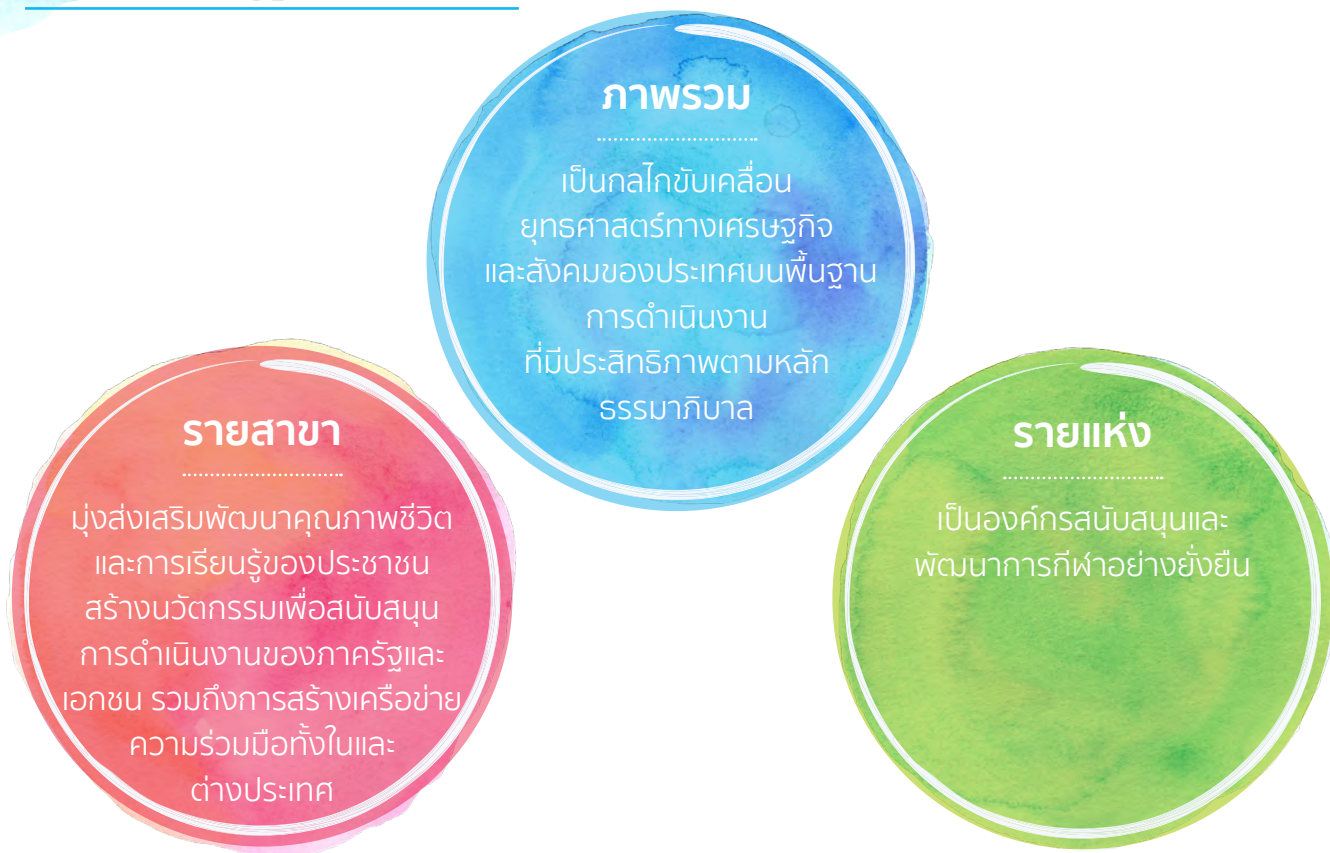 ภาพรวม
เป็นกลไกขับเคลื่อน
ยุทธศาสตร์ทางเศรษฐกิจ
และสังคมของประเทศบนพื้นฐาน
การดำเนินงาน
ที่มีประสิทธิภาพตามหลัก
ธรรมาภิบาล
รายสาขา
มุ่งส่งเสริมพัฒนาคุณภาพชีวิต
และการเรียนรู้ของประชาชน
สร้างนวัตกรรมเพื่อสนับสนุน
การดำเนินงานของภาครัฐและ
เอกชน รวมถึงการสร้างเครือข่าย
ความร่วมมือทั้งในและ
ต่างประเทศ
รายแห่ง
เป็นองค์กรสนับสนุนและ
พัฒนาการกีฬาอย่างยั่งยืน